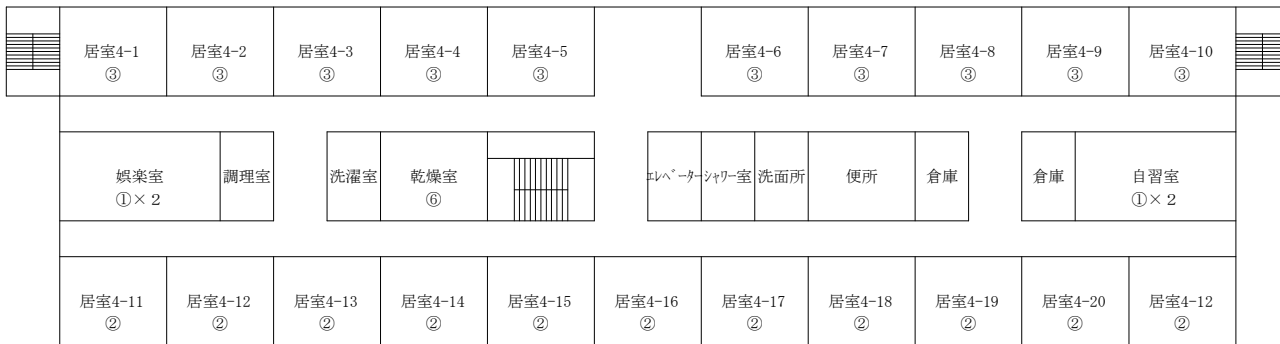 居室4-1 居室4-2 居室4-3 居室4-4 居室4-5 居室4-6 居室4-7 居室4-8 居室4-9 居室4-10
③ ③ ③ ③ ③ ③ ③ ③ ③ ③
娯楽室 調理室 洗濯室 乾燥室 エレベーター シャワー室 洗面所 便所 倉庫 倉庫 自習室
①×2 ⑥ ①×2
居室4-11 居室4-12 居室4-13 居室4-14 居室4-15 居室4-16 居室4-17 居室4-18 居室4-19 居室4-20 居室4-12
② ② ② ② ② ② ② ② ② ② ②